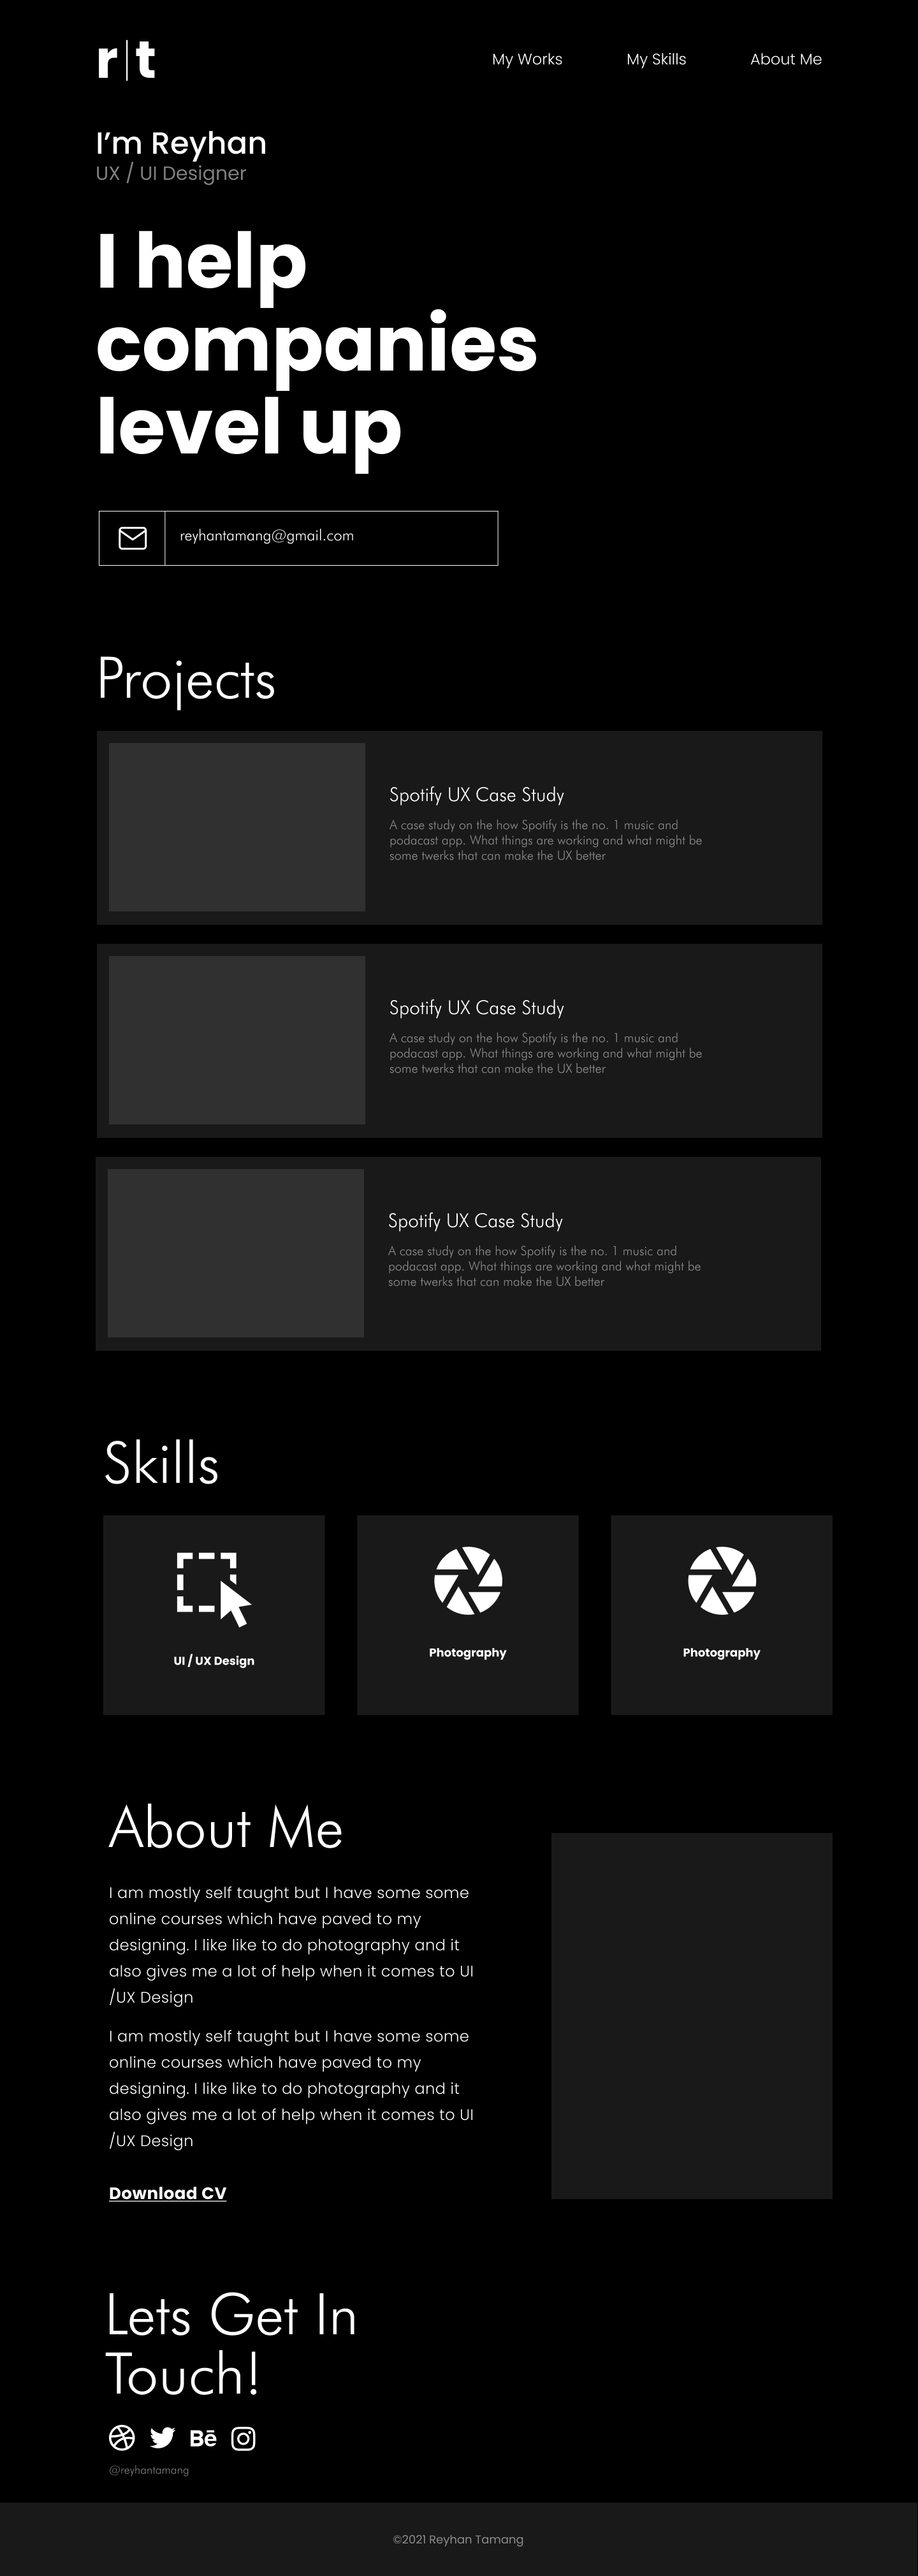 r|t
My Works
My Skills
About Me
I’m Reyhan
UX / UI Designer
I help
companies
level up
reyhantamang@gmail.com
Projects
Spotify UX Case Study
A case study on the how Spotify is the no. 1 music and
podacast app. What things are working and what might be
some twerks that can make the UX better
Spotify UX Case Study
A case study on the how Spotify is the no. 1 music and
podacast app. What things are working and what might be
some twerks that can make the UX better
Spotify UX Case Study
A case study on the how Spotify is the no. 1 music and
podacast app. What things are working and what might be
some twerks that can make the UX better
Skills
UI / UX Design
Photography
Photography
About Me
I am mostly self taught but I have some some
online courses which have paved to my
designing. I like like to do photography and it
also gives me a lot of help when it comes to UI
/UX Design
I am mostly self taught but I have some some
online courses which have paved to my
designing. I like like to do photography and it
also gives me a lot of help when it comes to UI
/UX Design
Download CV
Lets Get In
Touch!
Bē
@reyhantamang
©2021 Reyhan Tamang